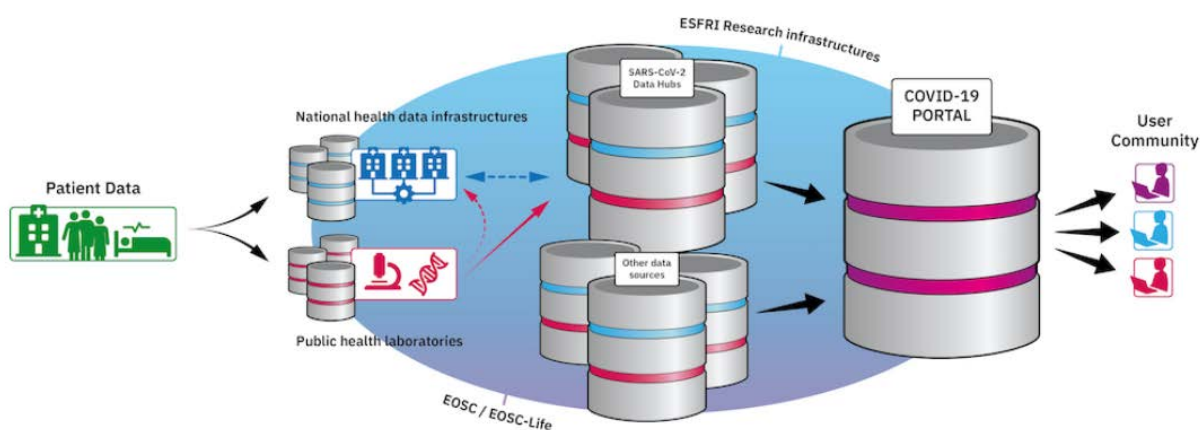 ESFRI Research infrastructures
SARS-CoV-2
Data Hubs
COVID-19
PORTAL
National health data infrastructures
User
Community
Patient Data
Other data
sources
Public health laboratories
EOSC / EOSC-Life